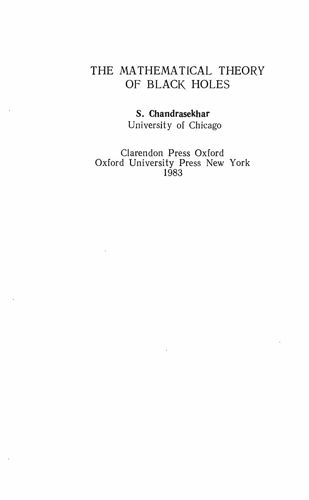 THE MATHEMATICAL THEORY
OF BLACK HOLES
S. Chandrasekhar
University of Chicago
Clarendon Press Oxford
Oxford University Press New York
1983